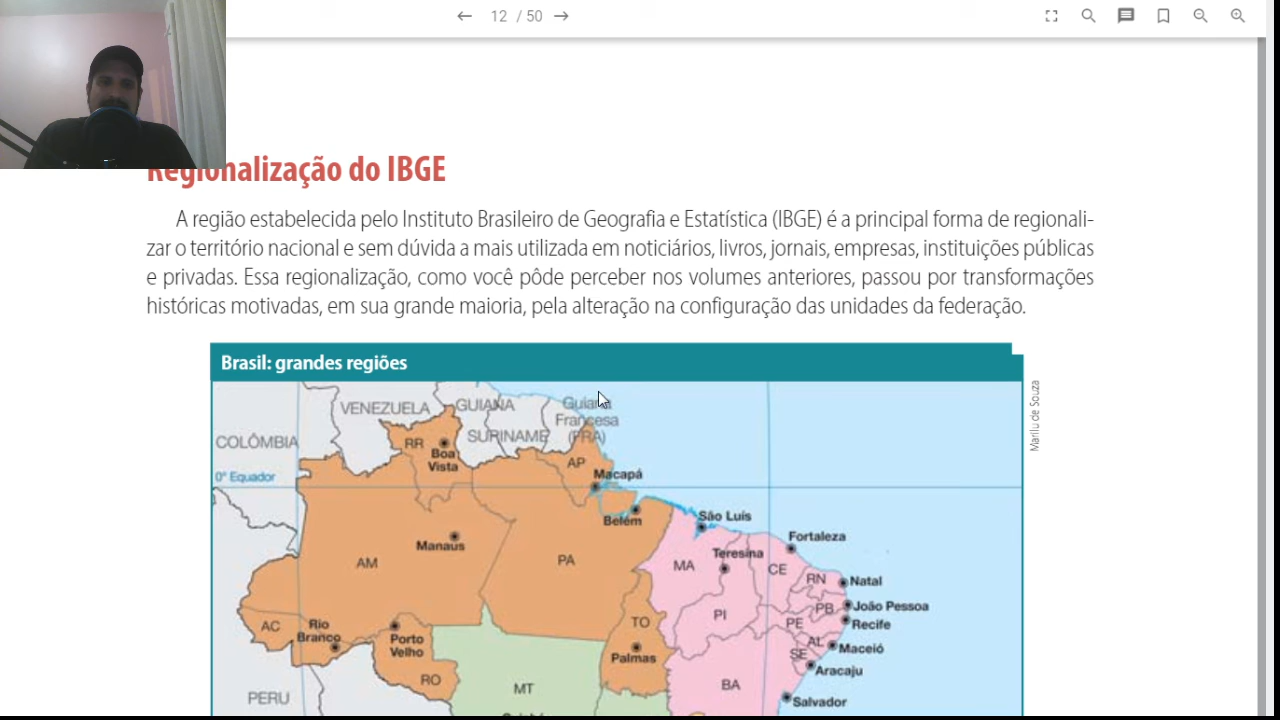 12 / 50
Regionalização do IBGE
A região estabelecida pelo Instituto Brasileiro de Geografia e Estatística (IBGE) é a principal forma de regionali-
zar o território nacional e sem dúvida a mais utilizada em noticiários, livros, jornais, empresas, instituições públicas
e privadas. Essa regionalização, como você pôde perceber nos volumes anteriores, passou por transformações
históricas motivadas, em sua grande maioria, pela alteração na configuração das unidades da federação.
Brasil: grandes regiões
Marilu de Souza
VENEZUELA
GUIANA
Guiana
Francesa
(FRA)
SURINAME
COLÔMBIA
RR
Boa
Vista
AP
Macapá
0° Equador
Belém
São Luís
Fortaleza
Manaus
AM
PA
MA
Teresina
CE
RN
Natal
PI
PB
João Pessoa
PE
Recife
AC
Rio
Branco
Porto
Velho
TO
AL
Maceió
SE
Aracaju
Palmas
RO
MT
BA
PERU
Salvador